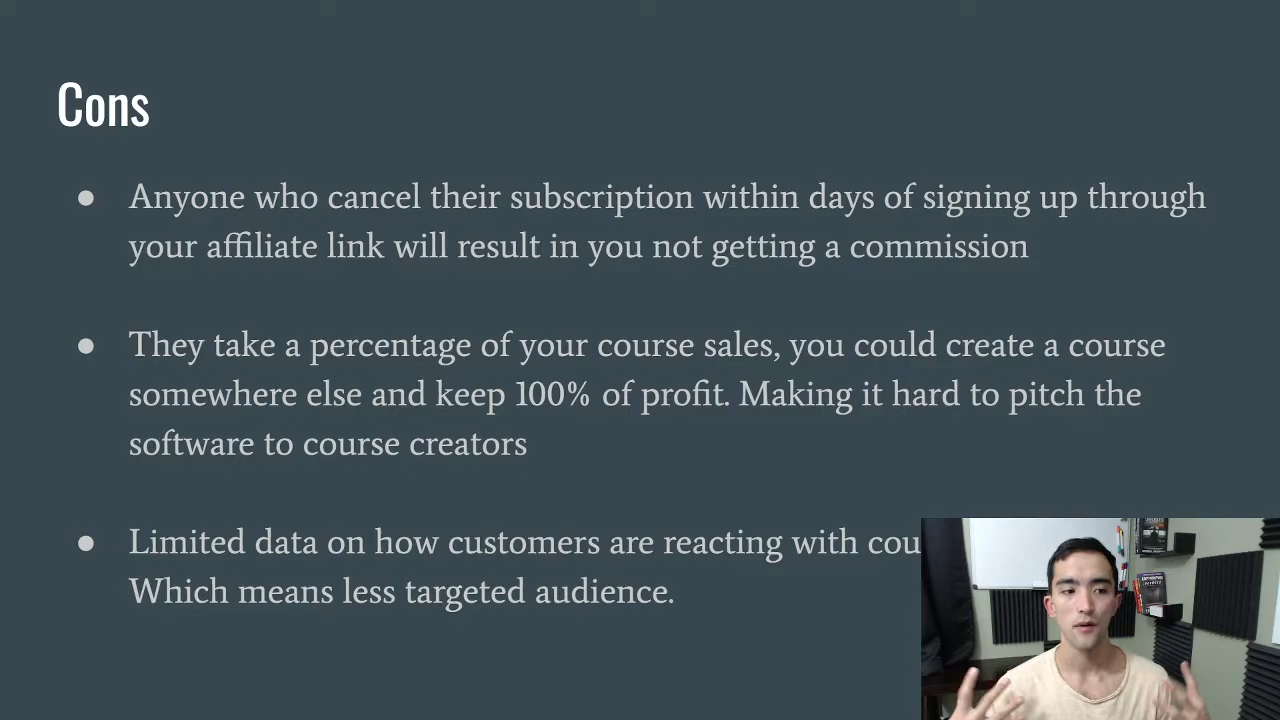 Cons
● Anyone who cancel their subscription within days of signing up through
your affiliate link will result in you not getting a commission
● They take a percentage of your course sales, you could create a course
somewhere else and keep 100% of profit. Making it hard to pitch the
software to course creators
● Limited data on how customers are reacting with
Which means less targeted audience.